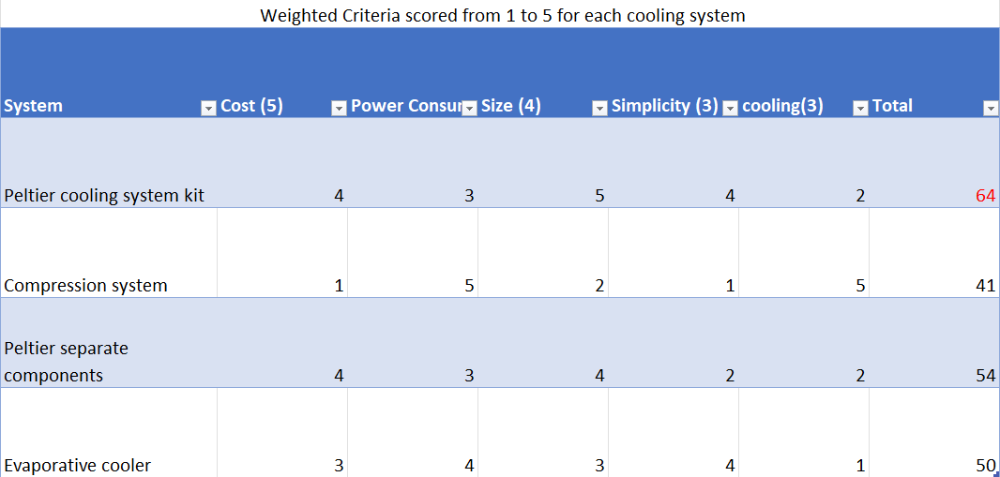 Weighted Criteria scored from 1 to 5 for each cooling system
System Cost (5) Power Consur Size (4) Simplicity (3) cooling(3) Total
Peltier cooling system kit 4 3 5 4 2 64
Compression system 1 5 2 1 5 41
Peltier separate
components 4 3 4 2 2 54
Evaporative cooler 3 4 3 4 1 50